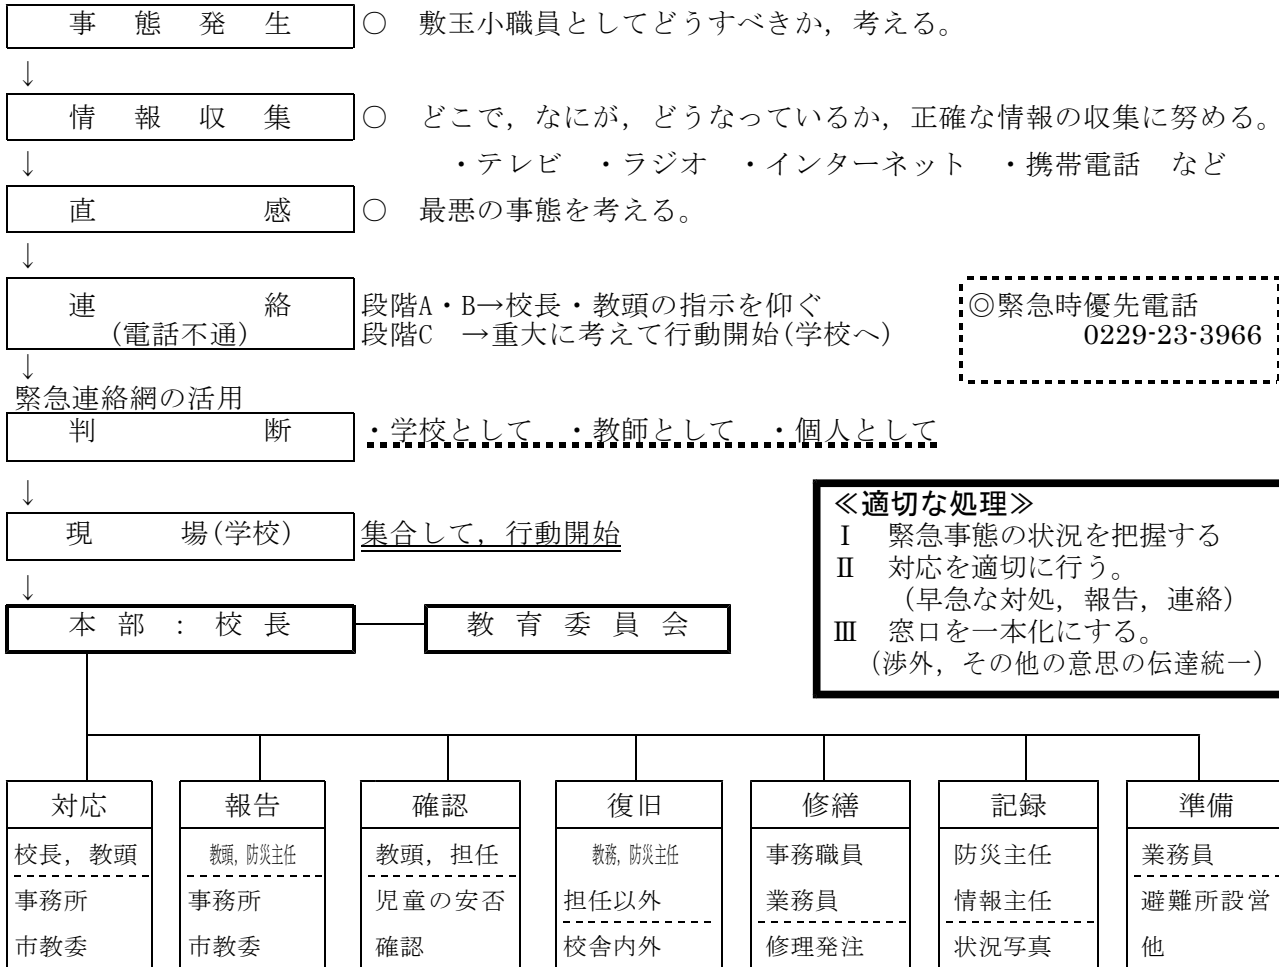 事態発生 ○ 敷玉小職員としてどうすべきか，考える。
↓
情報収集 ○ どこで，なにが，どうなっているか，正確な情報の収集に努める。
↓ ・テレビ ・ラジオ ・インターネット ・携帯電話 など
直感 ○ 最悪の事態を考える。
↓
連絡 段階A・B→校長・教頭の指示を仰ぐ
(電話不通) 段階C →重大に考えて行動開始(学校へ)
◎緊急時優先電話
0229-23-3966
↓
緊急連絡網の活用
判断 ・学校として ・教師として ・個人として
↓
現場(学校) 集合して，行動開始
↓
≪適切な処理≫
Ⅰ 緊急事態の状況を把握する
Ⅱ 対応を適切に行う。
（早急な対処，報告，連絡）
Ⅲ 窓口を一本化にする。
（渉外，その他の意思の伝達統一）
本部：校長 教育委員会
対応 報告 確認 復旧 修繕 記録 準備
校長，教頭 教頭，防災主任 教頭，担任 教務，防災主任 事務職員 防災主任 業務員
事務所 事務所 児童の安否 担任以外 業務員 情報主任 避難所設営
市教委 市教委 確認 校舎内外 修理発注 状況写真 他